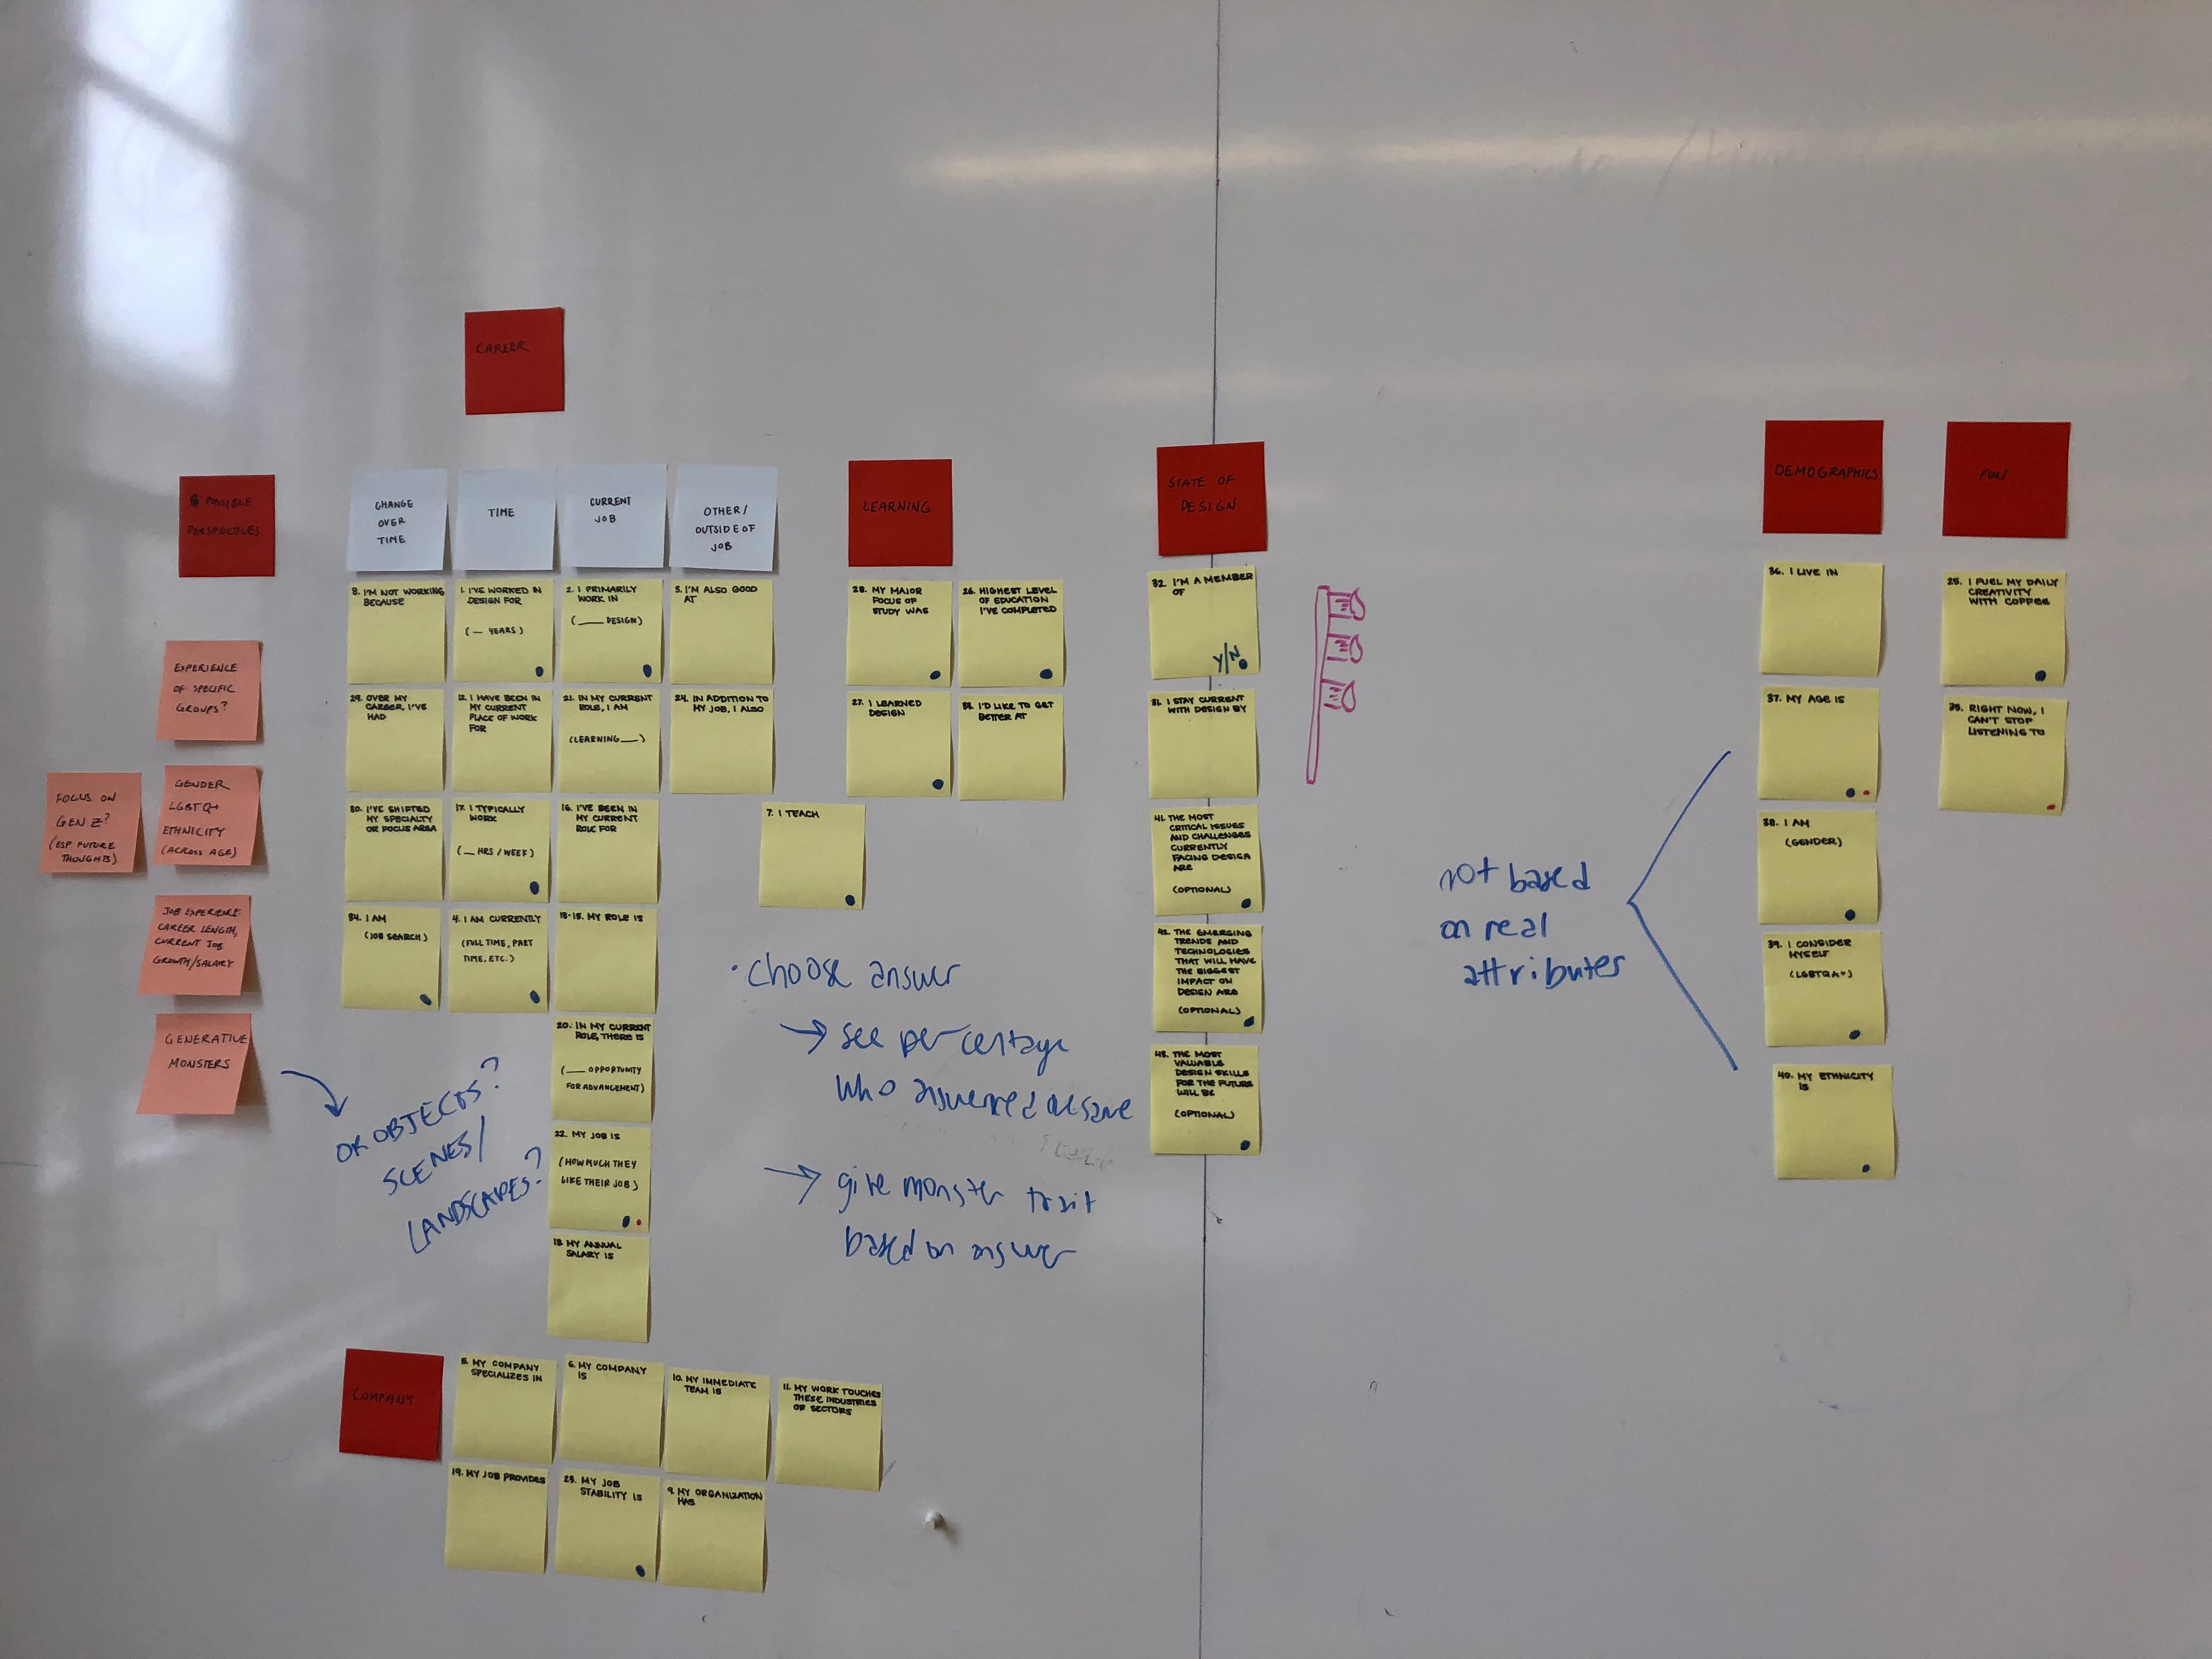 CAREER
POSSIBLE
PERSPECTIVES
EXPERIENCE
OF SPECIFIC
GROUPS?
FOCUS ON
GEN Z?
(ESP FUTURE
THOUGHTS)
GENDER
LGBTQ+
ETHNICITY
(ACROSS AGE)
JOB EXPERIENCE:
CAREER LENGTH,
CURRENT JOB
GROWTH/SALARY
GENERATIVE
MONSTERS
OR OBJECTS?
SCENES/
LANDSCAPES?
CHANGE
OVER
TIME
8. I'M NOT WORKING
BECAUSE
29. OVER MY
CAREER, I'VE
HAD
30. I'VE SHIFTED
MY SPECIALTY
OR FOCUS AREA
34. I AM
(JOB SEARCH)
TIME
1. I'VE WORKED IN
DESIGN FOR
(__ YEARS)
12. I HAVE BEEN IN
MY CURRENT
PLACE OF WORK
FOR
17. I TYPICALLY
WORK
(__ HRS/WEEK)
4. I AM CURRENTLY
(FULL TIME, PART
TIME, ETC.)
CURRENT
JOB
2. I PRIMARILY
WORK IN
(___ DESIGN)
21. IN MY CURRENT
ROLE, I AM
(LEARNING ___)
16. I'VE BEEN IN
MY CURRENT
ROLE FOR
13-15. MY ROLE IS
20. IN MY CURRENT
ROLE, THERE IS
(___ OPPORTUNITY
FOR ADVANCEMENT)
22. MY JOB IS
(HOW MUCH THEY
LIKE THEIR JOB)
18. MY ANNUAL
SALARY IS
OTHER/
OUTSIDE OF
JOB
3. I'M ALSO GOOD
AT
24. IN ADDITION TO
MY JOB, I ALSO
7. I TEACH
LEARNING
28. MY MAJOR
FOCUS OF
STUDY WAS
26. HIGHEST LEVEL
OF EDUCATION
I'VE COMPLETED
27. I LEARNED
DESIGN
I'D LIKE TO GET
BETTER AT
• choose answer
→ see percentage
who answered
→ give monster trait
based on answer
STATE OF
DESIGN
32. I'M A MEMBER
OF
Y/N
31. I STAY CURRENT
WITH DESIGN BY
41. THE MOST
CRITICAL ISSUES
AND CHALLENGES
CURRENTLY
FACING DESIGN
ARE
(OPTIONAL)
42. THE EMERGING
TRENDS AND
TECHNOLOGIES
THAT WILL HAVE
THE BIGGEST
IMPACT ON
DESIGN ARE
(OPTIONAL)
43. THE MOST
VALUABLE
DESIGN SKILLS
FOR THE FUTURE
WILL BE
(OPTIONAL)
not based
on real
attributes
DEMOGRAPHICS
36. I LIVE IN
37. MY AGE IS
38. I AM
(GENDER)
39. I CONSIDER
MYSELF
(LGBTQA+)
40. MY ETHNICITY
IS
FUN
25. I FUEL MY DAILY
CREATIVITY
WITH COFFEE
35. RIGHT NOW, I
CAN'T STOP
LISTENING TO
COMPANY
5. MY COMPANY
SPECIALIZES IN
6. MY COMPANY
IS
10. MY IMMEDIATE
TEAM IS
11. MY WORK TOUCHES
THESE INDUSTRIES
OR SECTORS
19. MY JOB PROVIDES
23. MY JOB
STABILITY IS
9. MY ORGANIZATION
HAS